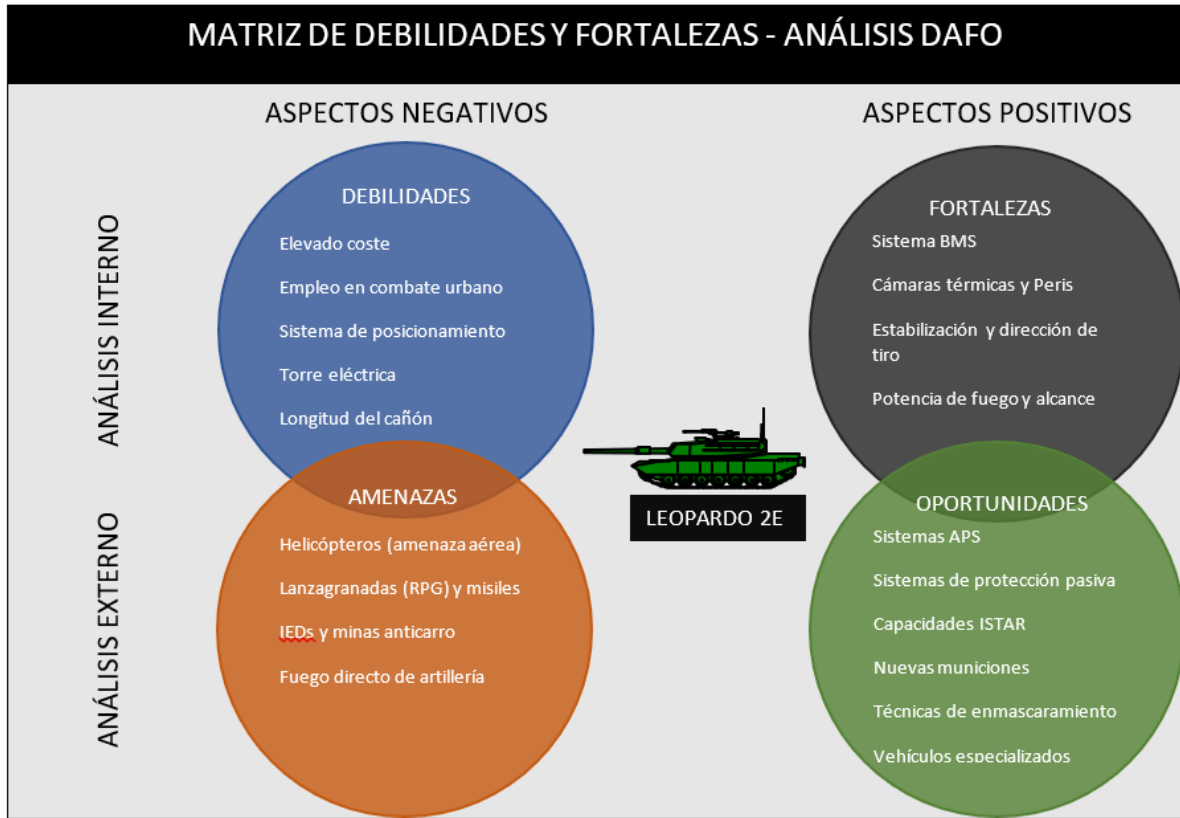 MATRIZ DE DEBILIDADES Y FORTALEZAS - ANÁLISIS DAFO
ASPECTOS NEGATIVOS
ASPECTOS POSITIVOS
ANÁLISIS INTERNO
DEBILIDADES
Elevado coste
Empleo en combate urbano
Sistema de posicionamiento
Torre eléctrica
Longitud del cañón
FORTALEZAS
Sistema BMS
Cámaras térmicas y Peris
Estabilización y dirección de
tiro
Potencia de fuego y alcance
LEOPARDO 2E
ANÁLISIS EXTERNO
AMENAZAS
Helicópteros (amenaza aérea)
Lanzagranadas (RPG) y misiles
IEDs y minas anticarro
Fuego directo de artillería
OPORTUNIDADES
Sistemas APS
Sistemas de protección pasiva
Capacidades ISTAR
Nuevas municiones
Técnicas de enmascaramiento
Vehículos especializados